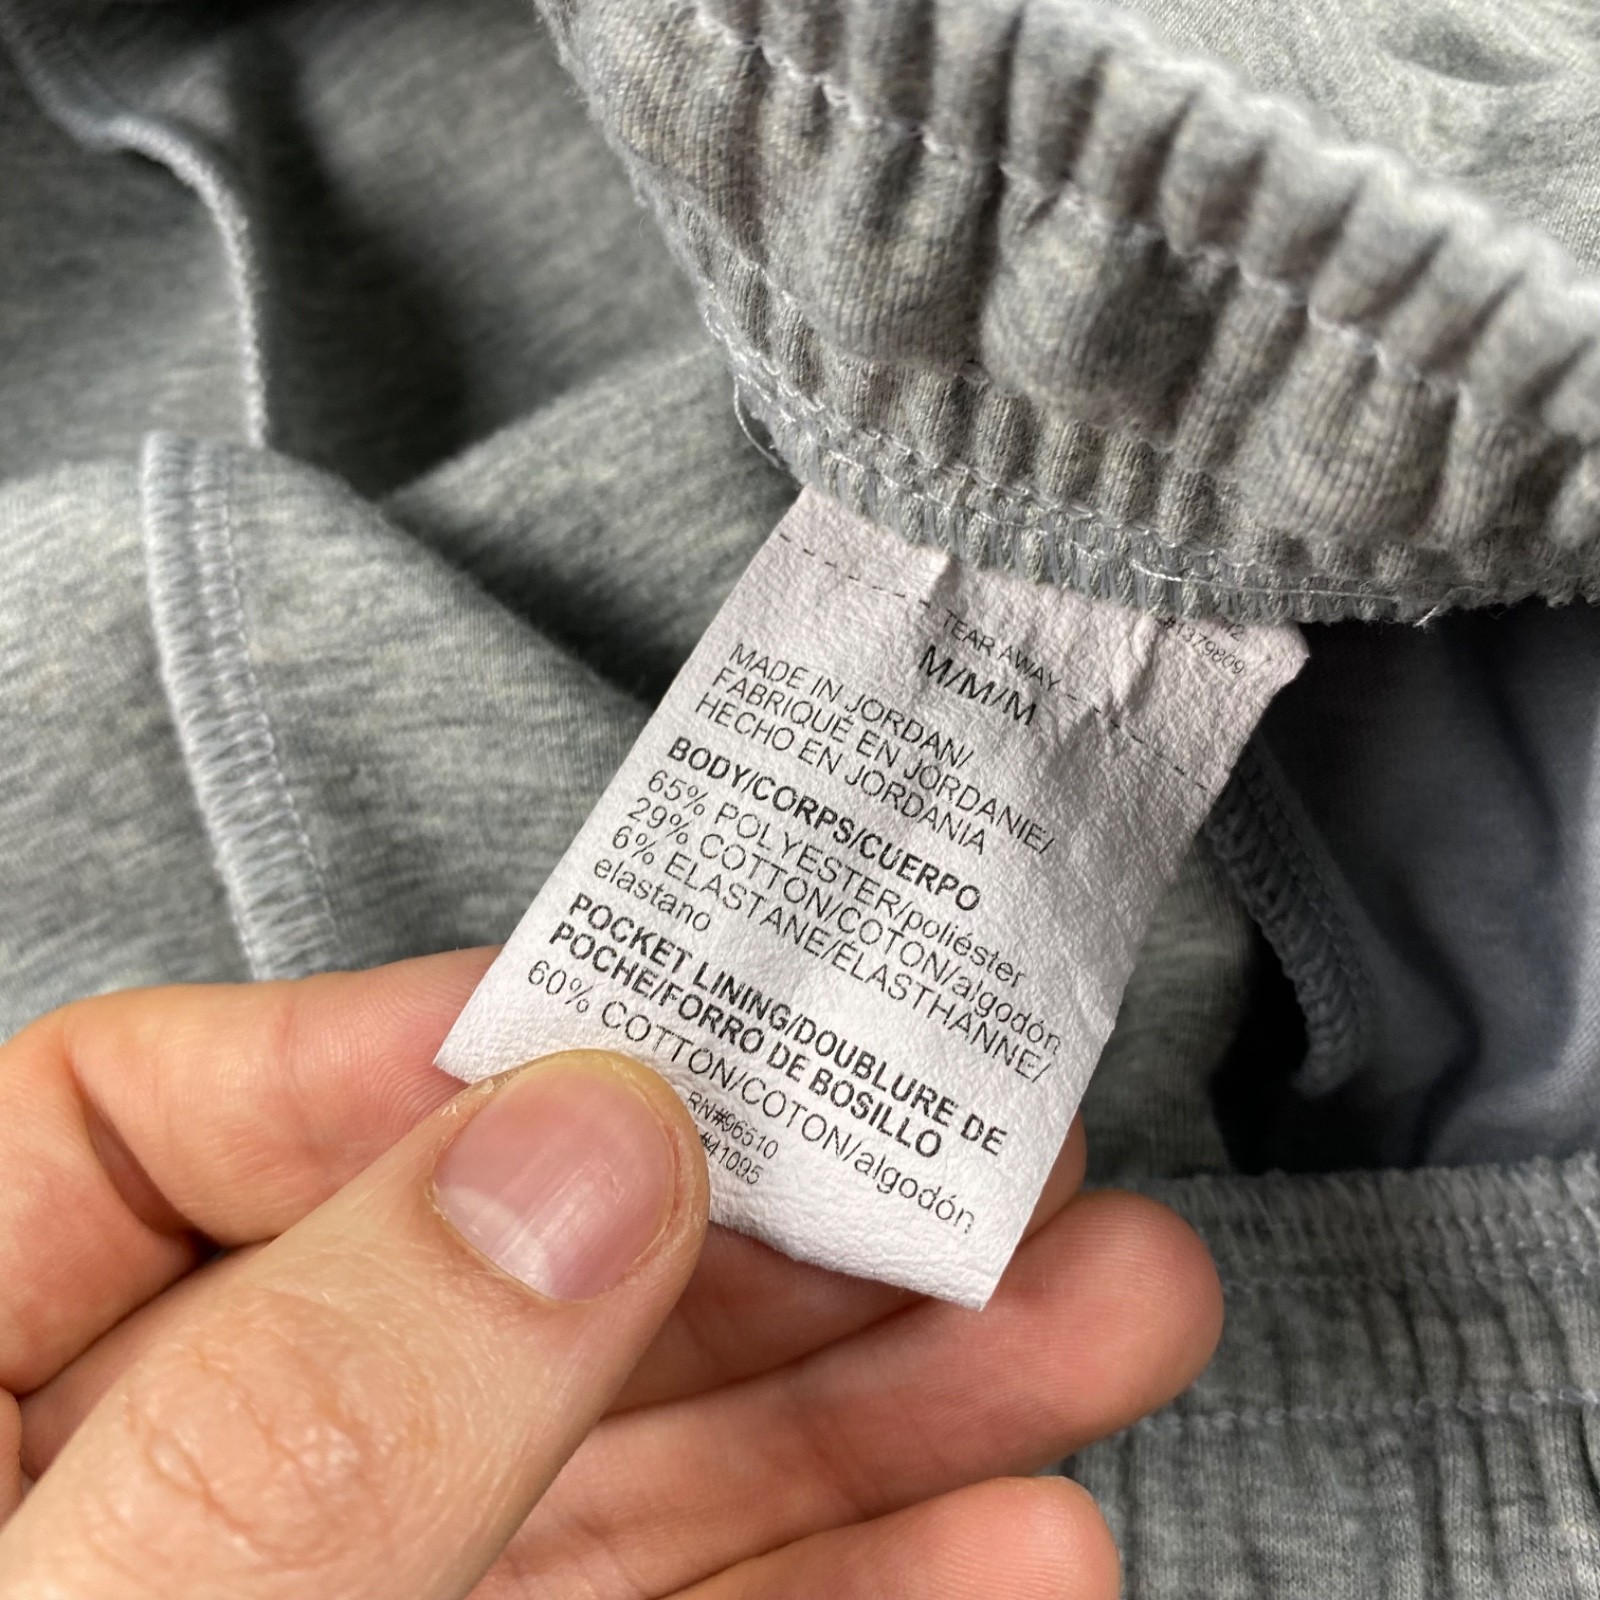 #1379809
TEAR AWAY
M/M/M
MADE IN JORDAN/
FABRIQUÉ EN JORDANIE/
HECHO EN JORDANIA
BODY/CORPS/CUERPO
65% POLYESTER/poliéster
29% COTTON/COTON/algodón
6% ELASTANE/ÉLASTHANNE/
elastano
POCKET LINING/DOUBLURE DE
POCHE/FORRO DE BOSILLO
60% COTTON/COTON/algodón
RN#96510
#41095